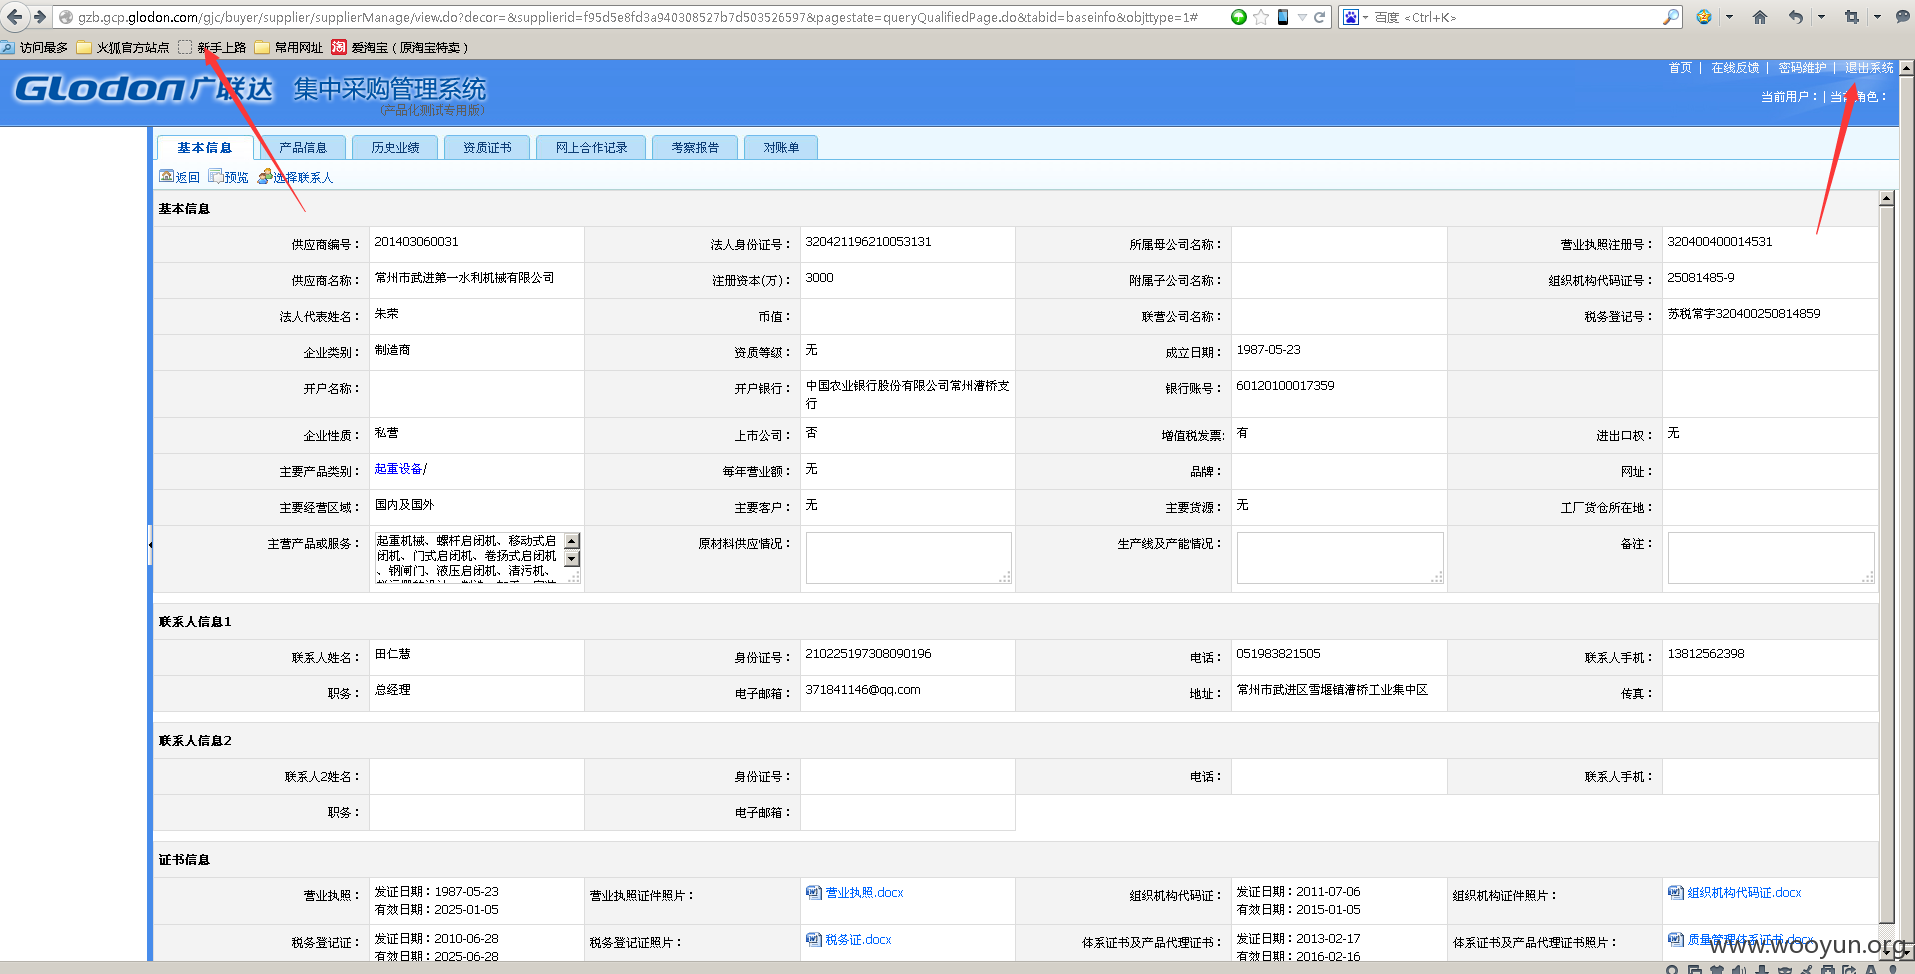 gzb.gcp.glodon.com/gjc/buyer/supplier/supplierManage/view.do?decor=&supplierid=f95d5e8fd3a940308527b7d503526597&pagestate=queryQualifiedPage.do&tabid=baseinfo&objttype=1#
百度 <Ctrl+K>
访问最多 火狐官方站点 新手上路 常用网址 淘 爱淘宝（原淘宝特卖）
首页 | 在线反馈 | 密码维护 | 退出系统
GLodon广联达 集中采购管理系统
(产品化测试专用版)
当前用户： | 当前角色：
基本信息 产品信息 历史业绩 资质证书 网上合作记录 考察报告 对账单
返回 预览 选择联系人
基本信息
供应商编号： 201403060031 法人身份证号： 320421196210053131 所属母公司名称： 营业执照注册号： 320400400014531
供应商名称： 常州市武进第一水利机械有限公司 注册资本(万)： 3000 附属子公司名称： 组织机构代码证号： 25081485-9
法人代表姓名： 朱荣 币值： 联营公司名称： 税务登记号： 苏税常字320400250814859
企业类别： 制造商 资质等级： 无 成立日期： 1987-05-23
开户名称： 开户银行： 中国农业银行股份有限公司常州漕桥支行 银行账号： 60120100017359
企业性质： 私营 上市公司： 否 增值税发票: 有 进出口权： 无
主要产品类别： 起重设备/ 每年营业额： 无 品牌： 网址：
主要经营区域： 国内及国外 主要客户： 无 主要货源： 无 工厂货仓所在地：
主营产品或服务： 起重机械、螺杆启闭机、移动式启 原材料供应情况： 生产线及产能情况： 备注：
闭机、门式启闭机、卷扬式启闭机
、钢闸门、液压启闭机、清污机、
联系人信息1
联系人姓名： 田仁慧 身份证号： 210225197308090196 电话： 051983821505 联系人手机： 13812562398
职务： 总经理 电子邮箱： 371841146@qq.com 地址： 常州市武进区雪堰镇漕桥工业集中区 传真：
联系人信息2
联系人2姓名： 身份证号： 电话： 联系人手机：
职务： 电子邮箱：
证书信息
营业执照： 发证日期：1987-05-23 营业执照证件照片： 营业执照.docx 组织机构代码证： 发证日期：2011-07-06 组织机构证件照片： 组织机构代码证.docx
有效日期：2025-01-05 有效日期：2015-01-05
税务登记证： 发证日期：2010-06-28 税务登记证照片： 税务证.docx 体系证书及产品代理证书： 发证日期：2013-02-17 体系证书及产品代理证书照片： 质量管理体系证书.docx
有效日期：2025-06-28 有效日期：2016-02-16
www.wooyun.org